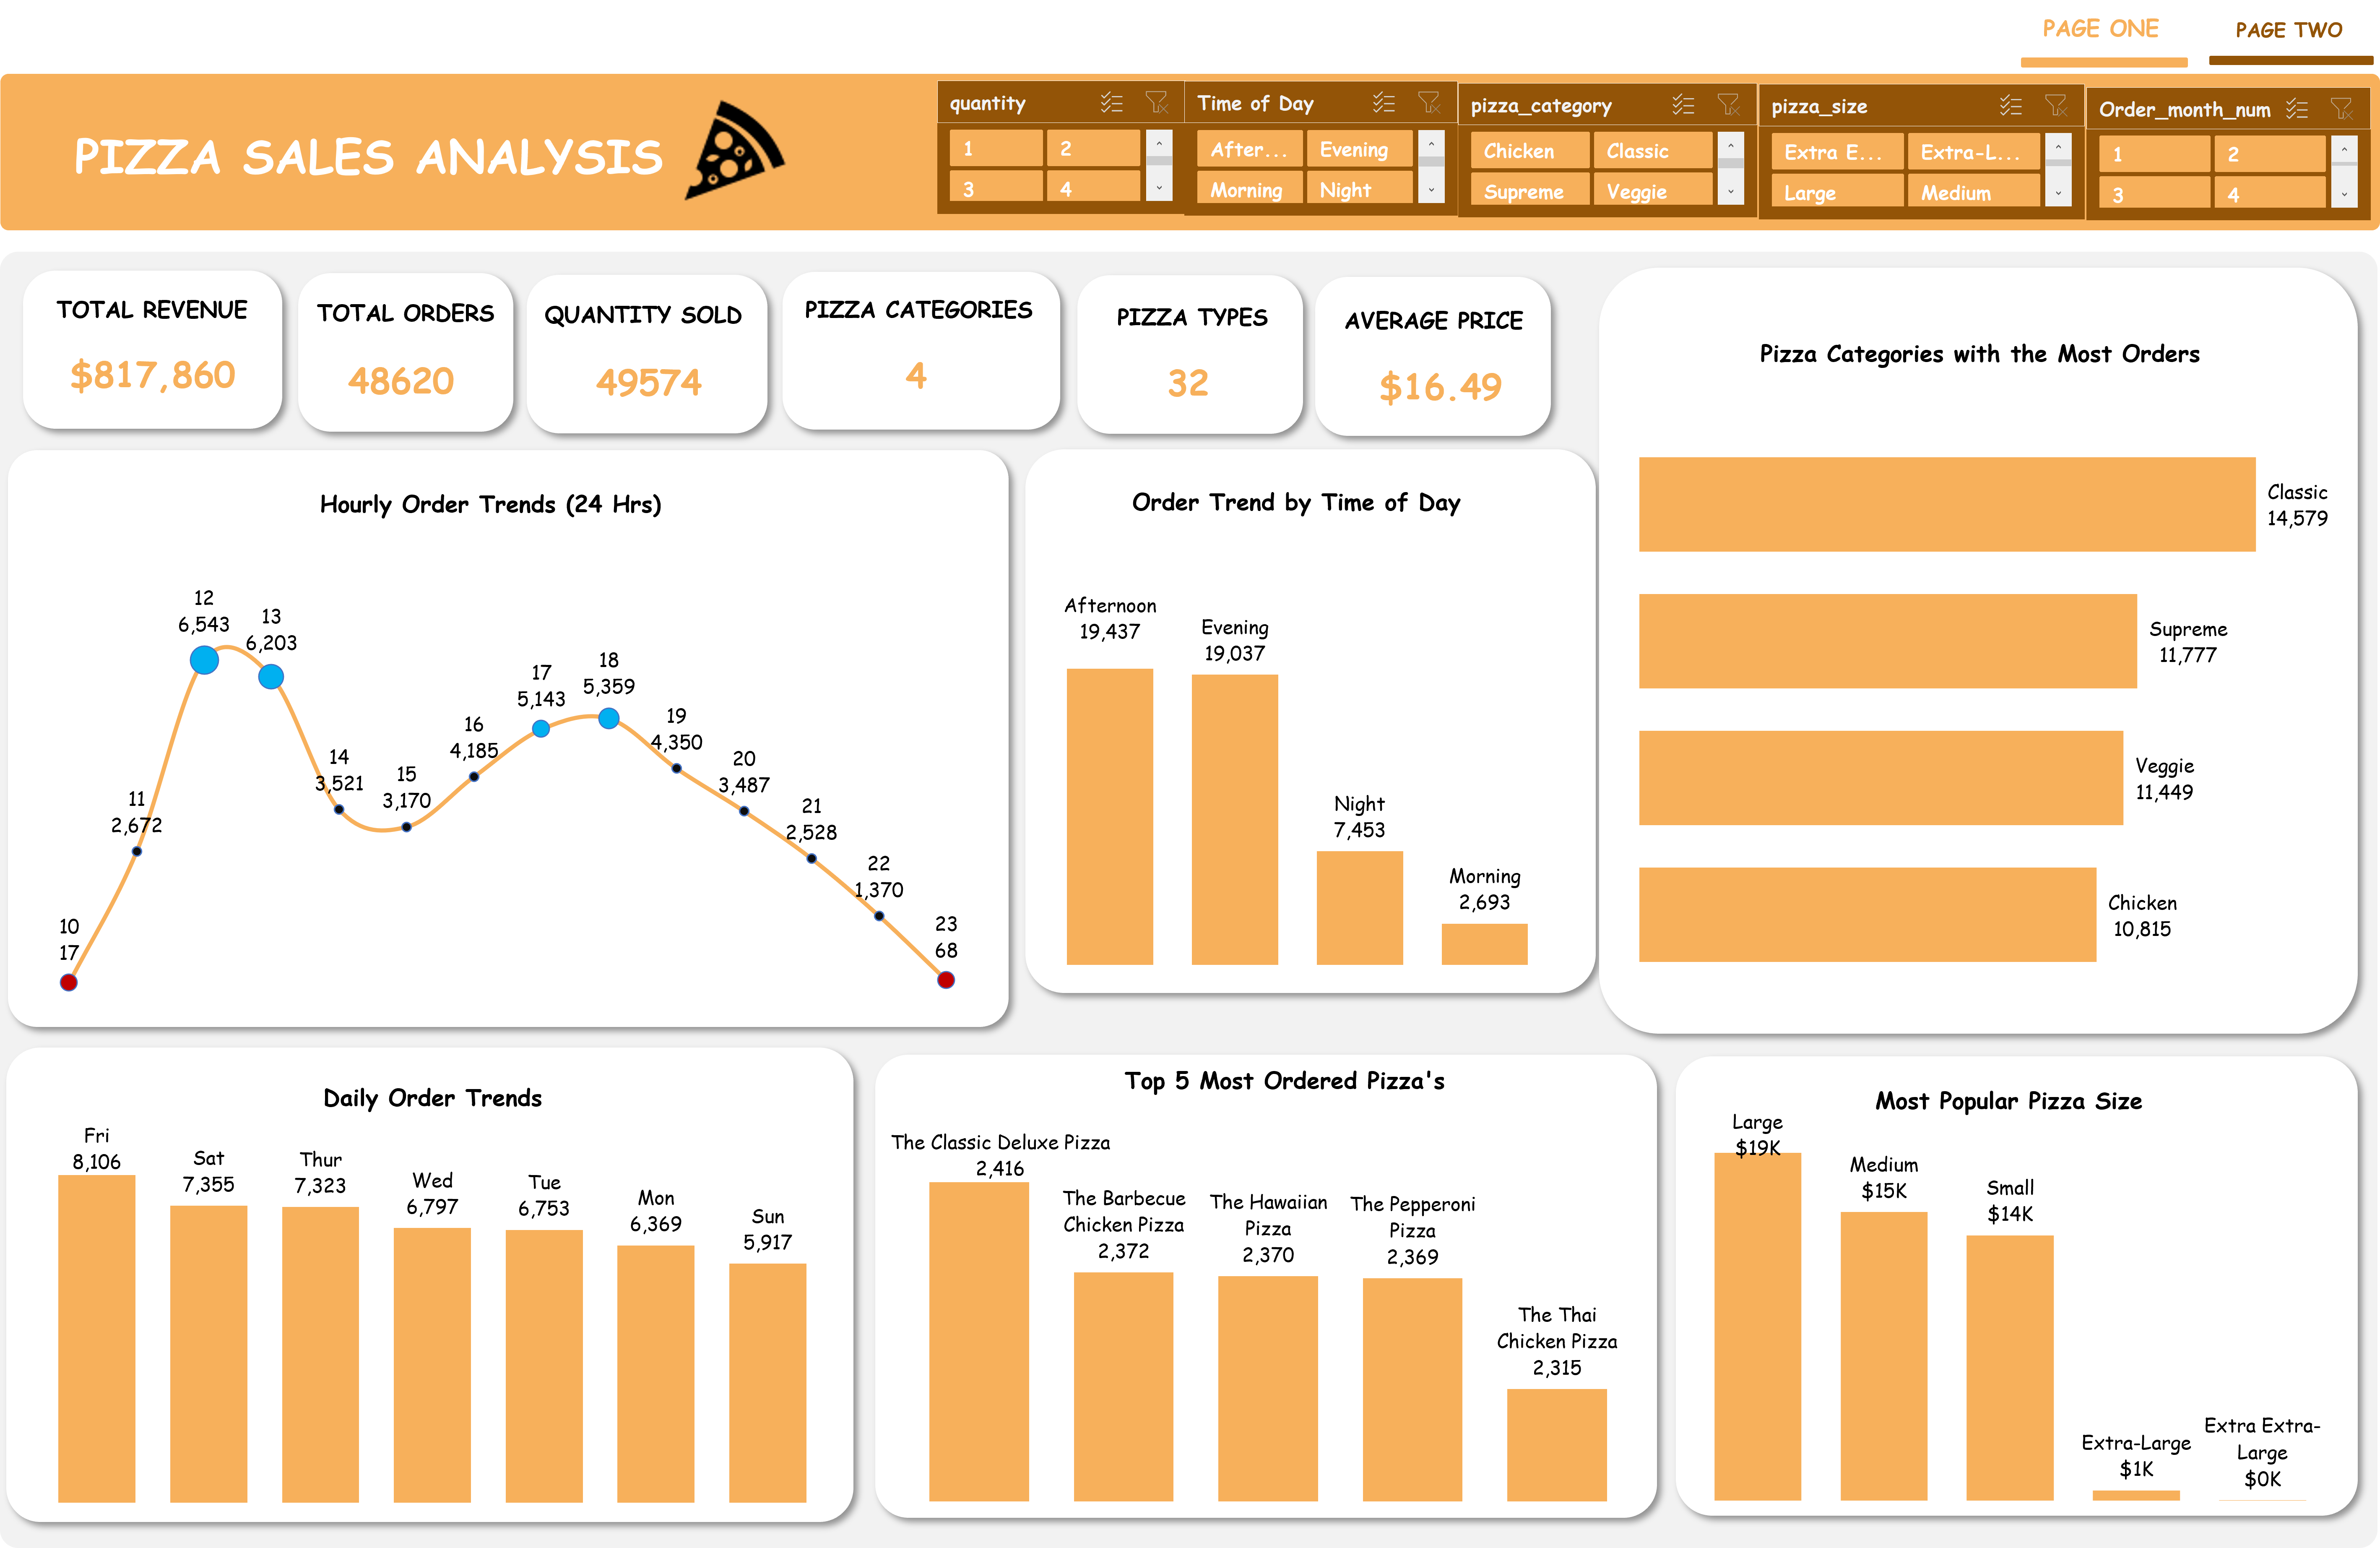 PAGE ONE
PAGE TWO
PIZZA SALES ANALYSIS
quantity
1
2
3
4
Time of Day
After...
Evening
Morning
Night
pizza_category
Chicken
Classic
Supreme
Veggie
pizza_size
Extra E...
Extra-L...
Large
Medium
Order_month_num
1
2
3
4
TOTAL REVENUE
$817,860
TOTAL ORDERS
48620
QUANTITY SOLD
49574
PIZZA CATEGORIES
4
PIZZA TYPES
32
AVERAGE PRICE
$16.49
Hourly Order Trends (24 Hrs)
10
17
11
2,672
12
6,543
13
6,203
14
3,521
15
3,170
16
4,185
17
5,143
18
5,359
19
4,350
20
3,487
21
2,528
22
1,370
23
68
Order Trend by Time of Day
Afternoon
19,437
Evening
19,037
Night
7,453
Morning
2,693
Pizza Categories with the Most Orders
Classic
14,579
Supreme
11,777
Veggie
11,449
Chicken
10,815
Daily Order Trends
Fri
8,106
Sat
7,355
Thur
7,323
Wed
6,797
Tue
6,753
Mon
6,369
Sun
5,917
Top 5 Most Ordered Pizza's
The Classic Deluxe Pizza
2,416
The Barbecue
Chicken Pizza
2,372
The Hawaiian
Pizza
2,370
The Pepperoni
Pizza
2,369
The Thai
Chicken Pizza
2,315
Most Popular Pizza Size
Large
$19K
Medium
$15K
Small
$14K
Extra-Large
$1K
Extra Extra-
Large
$0K